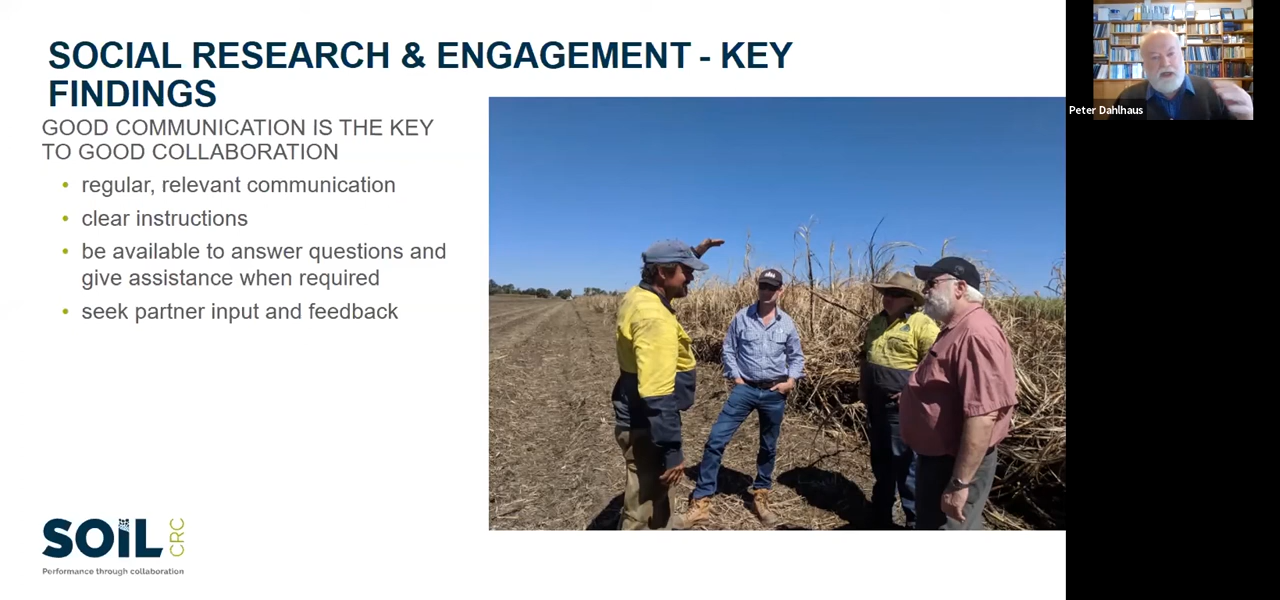 SOCIAL RESEARCH & ENGAGEMENT - KEY
FINDINGS
GOOD COMMUNICATION IS THE KEY
TO GOOD COLLABORATION
• regular, relevant communication
• clear instructions
• be available to answer questions and
give assistance when required
• seek partner input and feedback
SOIL CRC
Performance through collaboration
Peter Dahlhaus